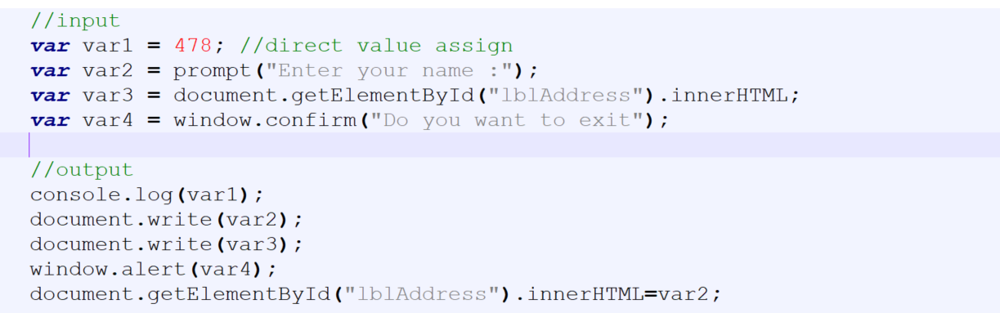 //input
var var1 = 478; //direct value assign
var var2 = prompt("Enter your name :");
var var3 = document.getElementById("lblAddress").innerHTML;
var var4 = window.confirm("Do you want to exit");
//output
console.log(var1);
document.write(var2);
document.write(var3);
window.alert(var4);
document.getElementById("lblAddress").innerHTML=var2;